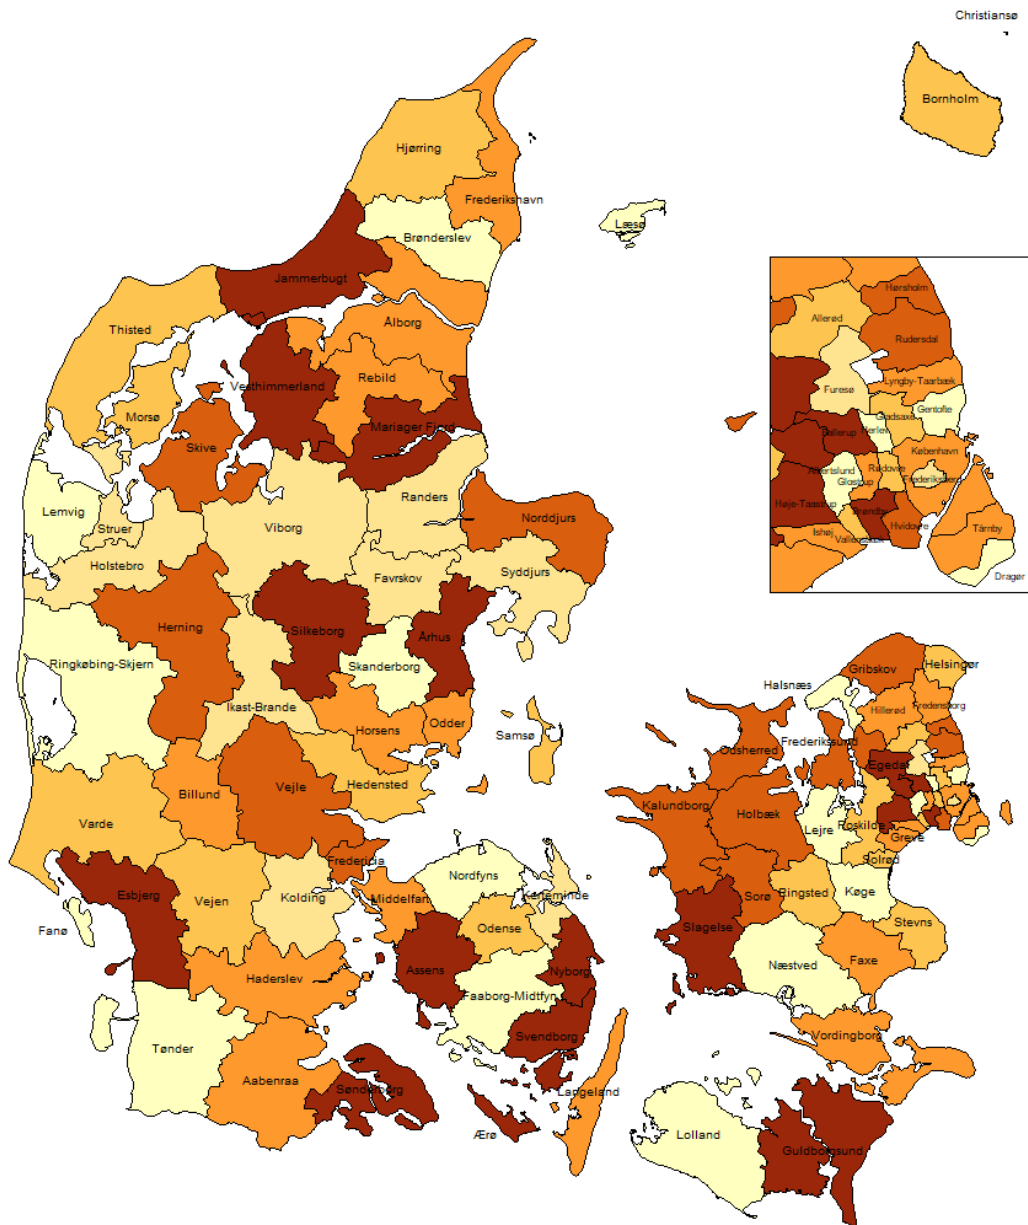 Christiansø
Bornholm
Hjørring
Frederikshavn
Læsø
Brønderslev
Jammerbugt
Hørsholm
Allerød
Thisted
Ålborg
Rudersdal
Rebild
Lyngby-Taarbæk
Vesthimmerland
Furesø
Morsø
Gentofte
Gladsaxe
Mariager Fjord
Herlev
Ballerup
Skive
København
Rødovre
Albertslund
Frederiksberg
Glostrup
Randers
Høje-Taastrup
Brøndby
Lemvig
Norddjurs
Hvidovre
Tårnby
Struer
Viborg
Ishøj
Vallensbæk
Holstebro
Favrskov
Syddjurs
Dragør
Herning
Silkeborg
Århus
Ringkøbing-Skjern
Skanderborg
Gribskov
Helsingør
Halsnæs
Ikast-Brande
Hillerød
Fredensborg
Odder
Horsens
Samsø
Frederikssund
Odsherred
Egedal
Hedensted
Vejle
Billund
Kalundborg
Holbæk
Varde
Roskilde
Lejre
Greve
Fredericia
Solrød
Nordfyns
Esbjerg
Kolding
Middelfart
Kerteminde
Sorø
Ringsted
Køge
Vejen
Odense
Stevns
Fanø
Slagelse
Faxe
Assens
Næstved
Nyborg
Haderslev
Faaborg-Midtfyn
Svendborg
Vordingborg
Tønder
Aabenraa
Sønderborg
Langeland
Ærø
Lolland
Guldborgsund